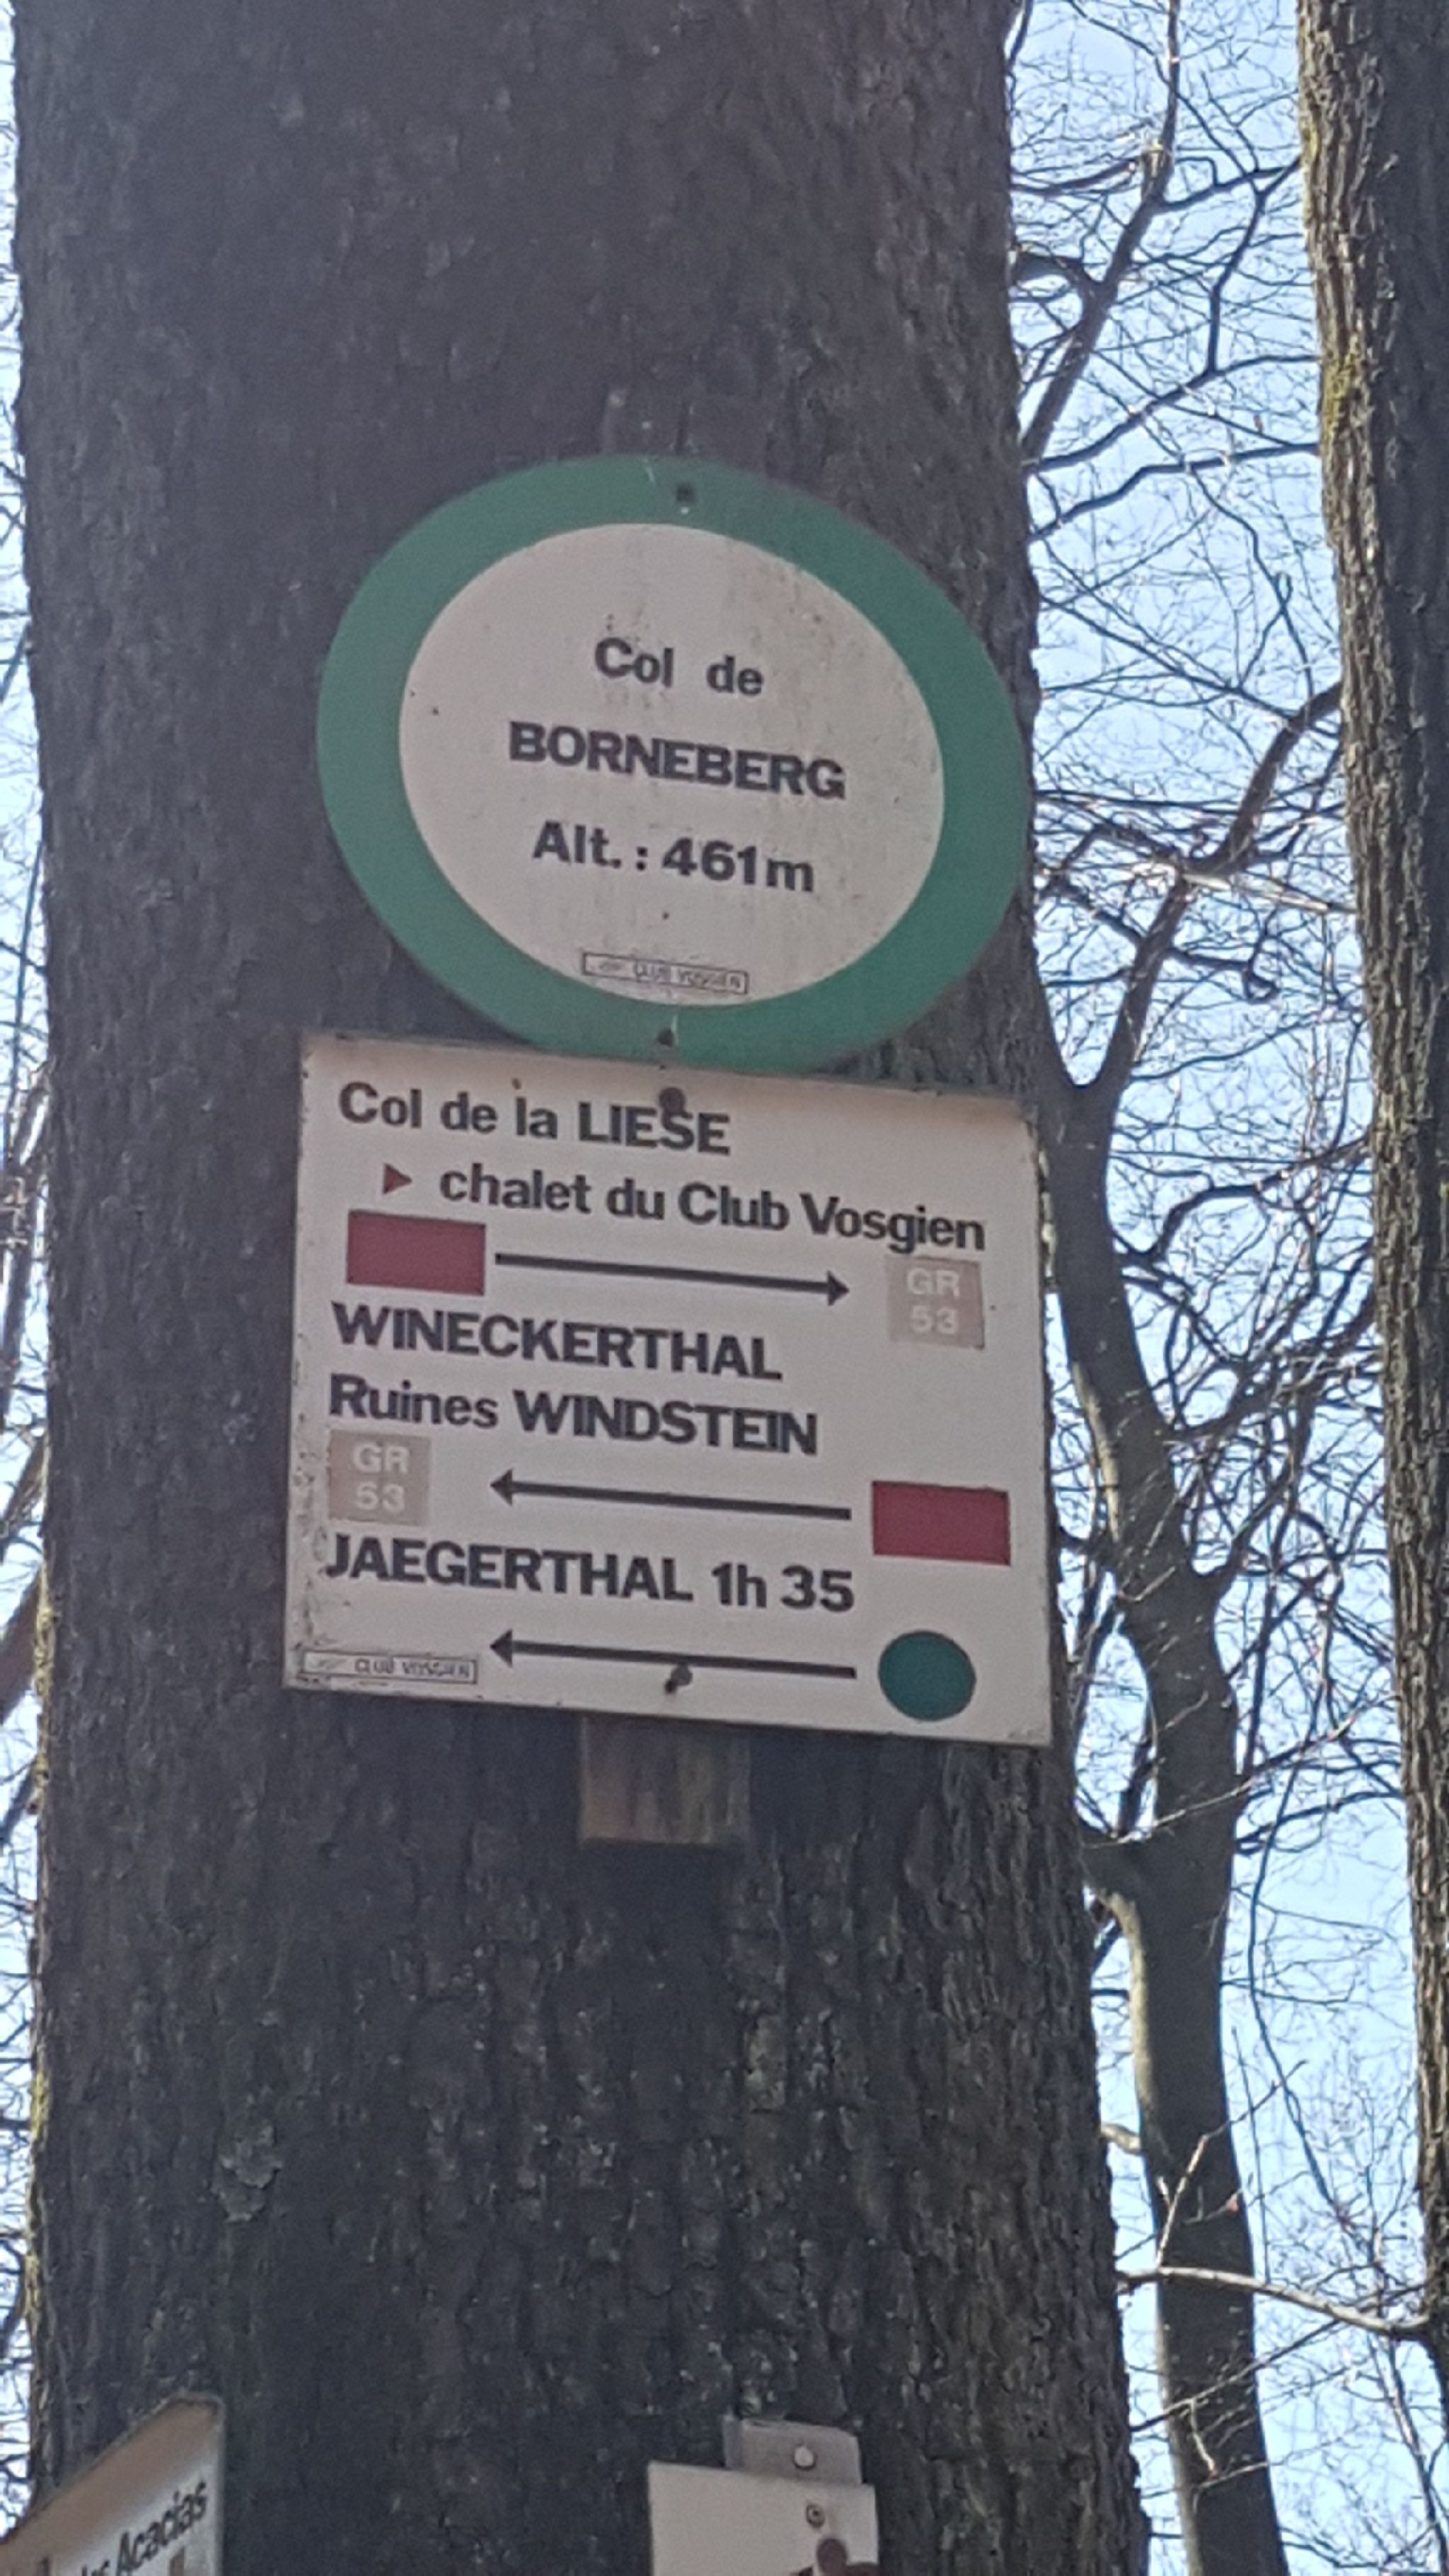 Col de
BORNEBERG
Alt. : 461m
CLUB VOSGIEN
Col de la LIESE
chalet du Club Vosgien
GR
53
WINECKERTHAL
Ruines WINDSTEIN
GR
53
JAEGERTHAL 1h 35
CLUB VOSGIEN
Acacias